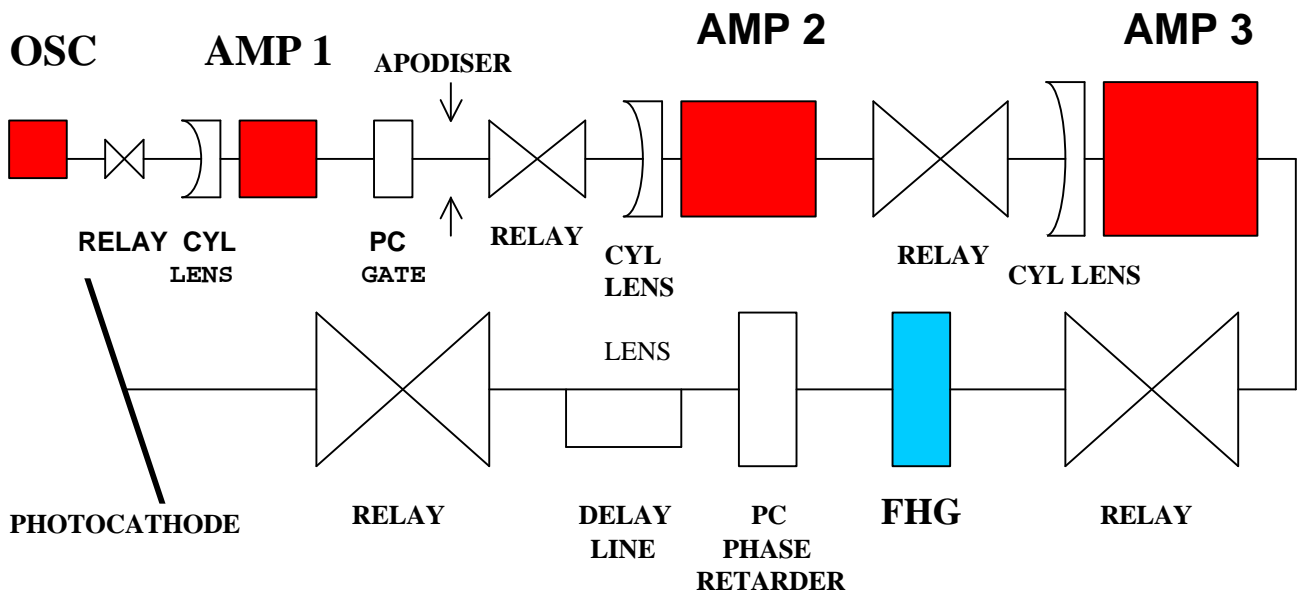 OSC
AMP 1
APODISER
AMP 2
AMP 3
RELAY CYL
LENS
PC
GATE
RELAY
CYL
LENS
RELAY
CYL LENS
LENS
PHOTOCATHODE
RELAY
DELAY
LINE
PC
PHASE
RETARDER
FHG
RELAY